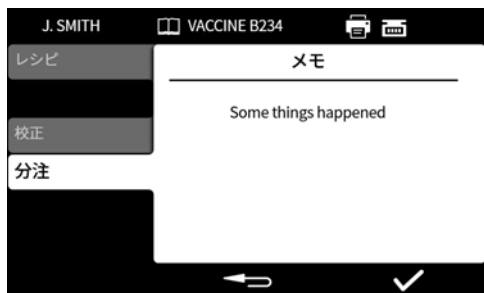 J. SMITH
VACCINE B234
レシピ
メモ
Some things happened
校正
分注